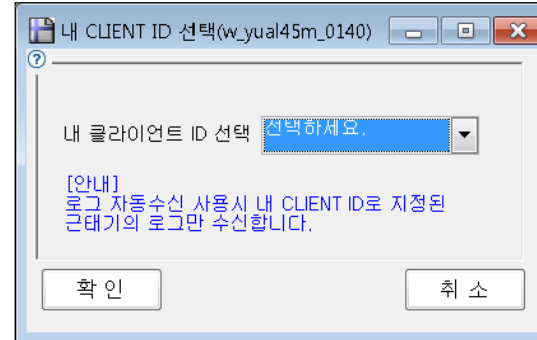 내 CLIENT ID 선택(w_yual45m_0140)
내 클라이언트 ID 선택 선택하세요.
[안내]
로그 자동수신 사용시 내 CLIENT ID로 지정된
근태기의 로그만 수신합니다.
확 인 취 소